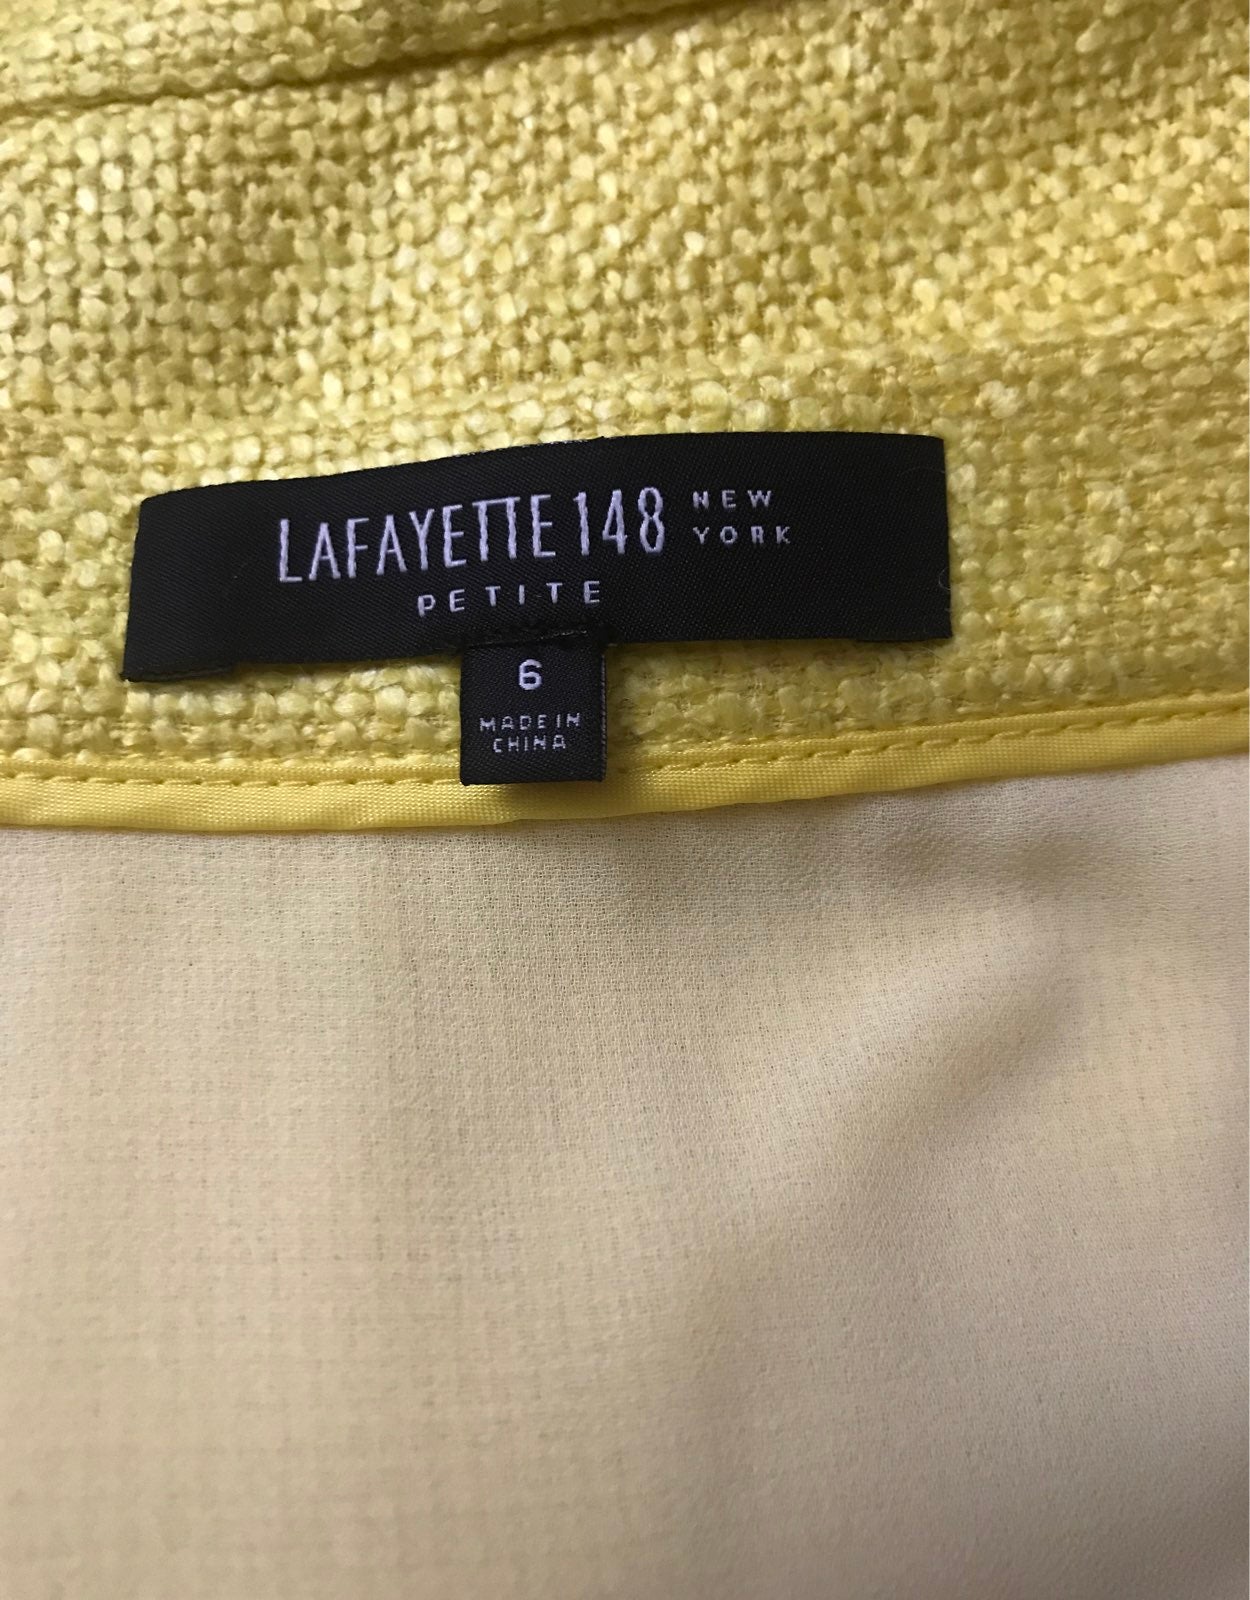 LAFAYETTE 148 NEW YORK
PETITE
6
MADE IN
CHINA